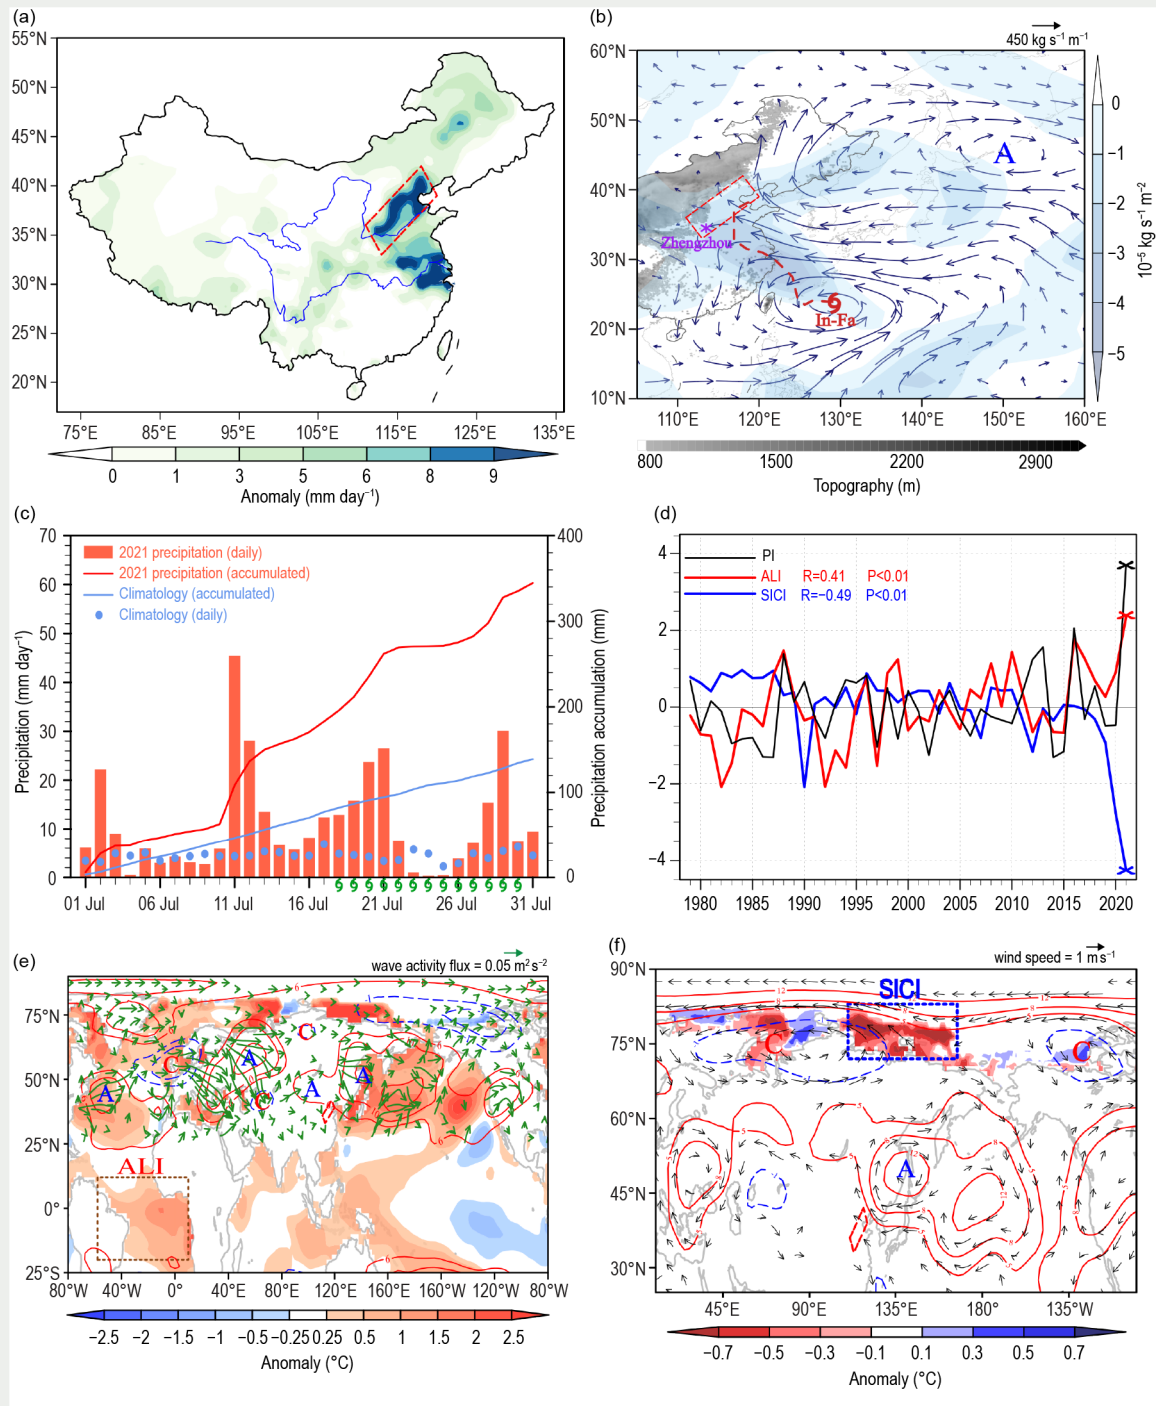 (a)
55°N
50°N
45°N
40°N
35°N
30°N
25°N
20°N
75°E 85°E 95°E 105°E 115°E 125°E 135°E
0 1 3 5 6 8 9
Anomaly (mm day⁻¹)
(b)
450 kg s⁻¹ m⁻¹
60°N
50°N
40°N
30°N
20°N
10°N
A
Zhengzhou
In-Fa
110°E 120°E 130°E 140°E 150°E 160°E
0
−1
−2
−3
−4
−5
10⁻⁵ kg s⁻¹ m⁻²
800 1500 2200 2900
Topography (m)
(c)
2021 precipitation (daily)
2021 precipitation (accumulated)
Climatology (accumulated)
Climatology (daily)
70
60
50
40
30
20
10
0
Precipitation (mm day⁻¹)
400
300
200
100
0
Precipitation accumulation (mm)
01 Jul 06 Jul 11 Jul 16 Jul 21 Jul 26 Jul 31 Jul
(d)
PI
ALI R=0.41 P<0.01
SICI R=−0.49 P<0.01
4
2
0
−2
−4
1980 1985 1990 1995 2000 2005 2010 2015 2020
(e)
wave activity flux = 0.05 m² s⁻²
75°N
50°N
25°N
0°
25°S
6
C
C
A
A
A
A
C
6
ALI
6
80°W 40°W 0° 40°E 80°E 120°E 160°E 160°W 120°W 80°W
−2.5 −2 −1.5 −1 −0.5 −0.25 0.25 0.5 1 1.5 2 2.5
Anomaly (°C)
(f)
wind speed = 1 m s⁻¹
90°N
75°N
60°N
45°N
30°N
SICI
12
12
8
8
C
C
A
12
12
45°E 90°E 135°E 180° 135°W
−0.7 −0.5 −0.3 −0.1 0.1 0.3 0.5 0.7
Anomaly (°C)